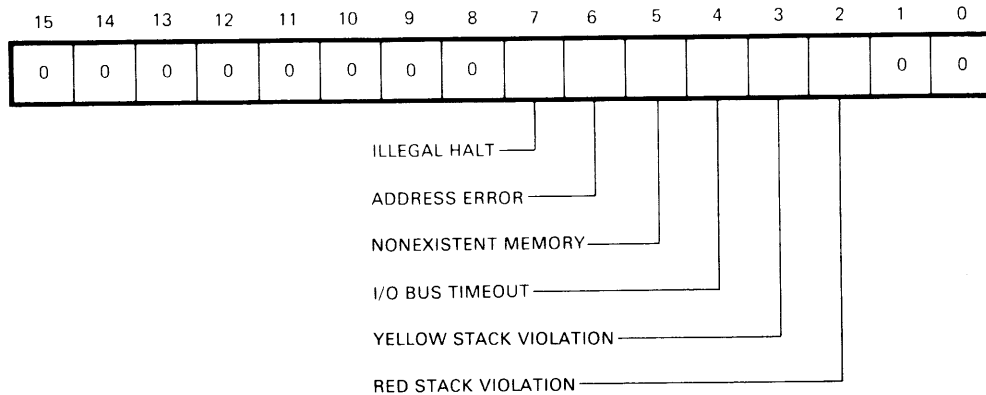 15 14 13 12 11 10 9 8 7 6 5 4 3 2 1 0
0 0 0 0 0 0 0 0 0 0
ILLEGAL HALT
ADDRESS ERROR
NONEXISTENT MEMORY
I/O BUS TIMEOUT
YELLOW STACK VIOLATION
RED STACK VIOLATION